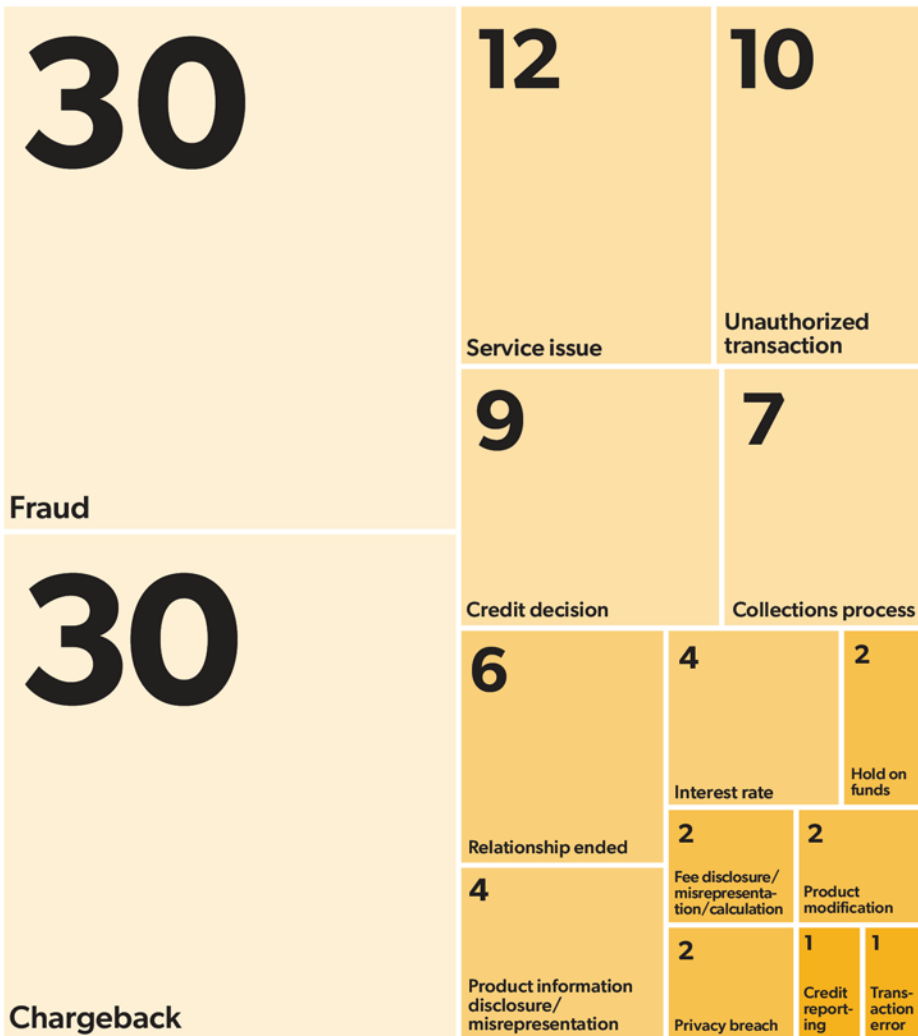 30
Fraud
30
Chargeback
12
Service issue
10
Unauthorized
transaction
9
Credit decision
7
Collections process
6
Relationship ended
4
Product information
disclosure/
misrepresentation
4
Interest rate
2
Hold on
funds
2
Fee disclosure/
misrepresenta-
tion/calculation
2
Product
modification
2
Privacy breach
1
Credit
report-
ing
1
Trans-
action
error